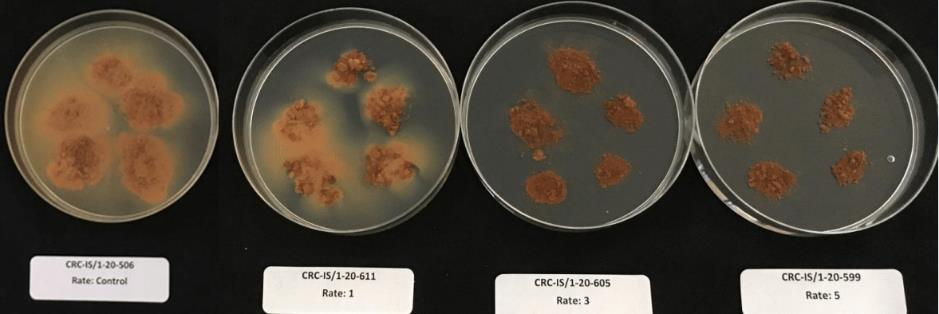 CRC-IS/1-20-506
Rate: Control
CRC-IS/1-20-611
Rate: 1
CRC-IS/1-20-605
Rate: 3
CRC-IS/1-20-599
Rate: 5